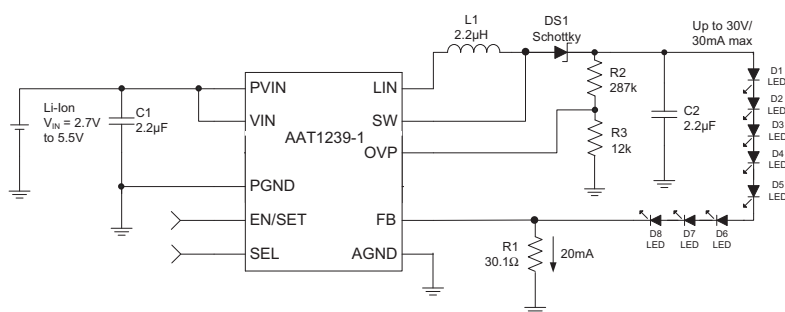 L1
2.2µH
DS1
Schottky
Up to 30V/
30mA max
Li-Ion
VIN = 2.7V
to 5.5V
C1
2.2µF
PVIN
VIN
PGND
EN/SET
SEL
AAT1239-1
LIN
SW
OVP
FB
AGND
R2
287k
R3
12k
C2
2.2µF
D1
LED
D2
LED
D3
LED
D4
LED
D5
LED
D8
LED
D7
LED
D6
LED
R1
30.1Ω
20mA